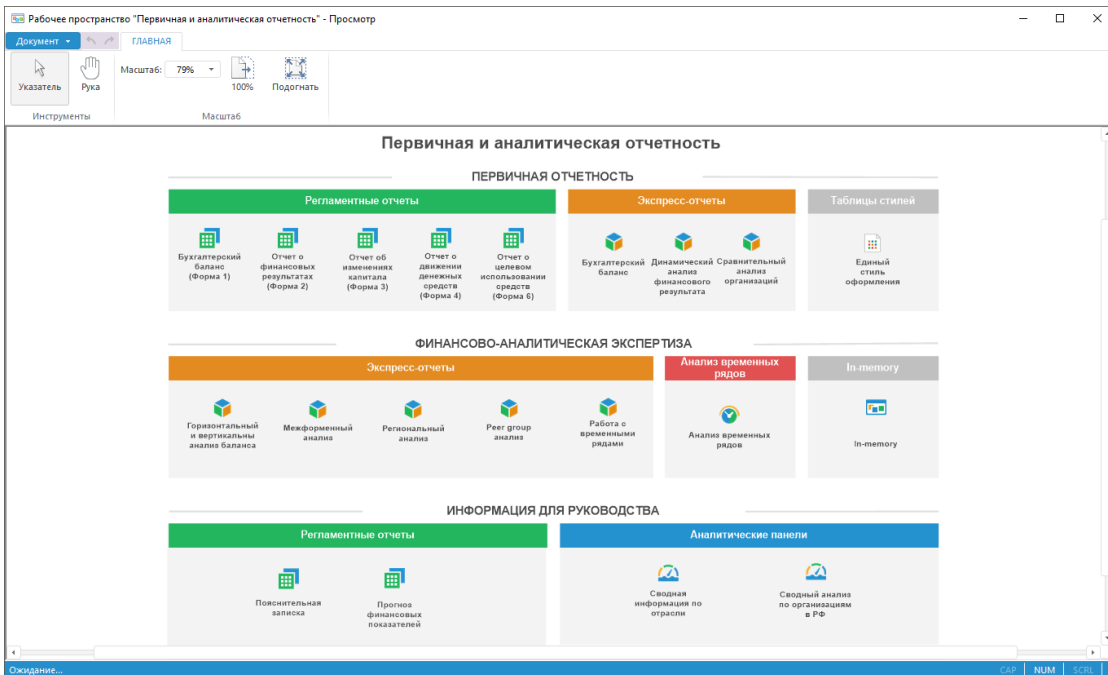 Рабочее пространство "Первичная и аналитическая отчетность" - Просмотр
Документ
ГЛАВНАЯ
Указатель
Рука
Масштаб: 79%
100%
Подогнать
Инструменты
Масштаб
Первичная и аналитическая отчетность
ПЕРВИЧНАЯ ОТЧЕТНОСТЬ
Регламентные отчеты
Экспресс-отчеты
Таблицы стилей
Бухгалтерский
баланс
(Форма 1)
Отчет о
финансовых
результатах
(Форма 2)
Отчет об
изменениях
капитала
(Форма 3)
Отчет о
движении
денежных
средств
(Форма 4)
Отчет о
целевом
использовании
средств
(Форма 6)
Бухгалтерский
баланс
Динамический
анализ
финансового
результата
Сравнительный
анализ
организаций
Единый
стиль
оформления
ФИНАНСОВО-АНАЛИТИЧЕСКАЯ ЭКСПЕРТИЗА
Экспресс-отчеты
Анализ временных
рядов
In-memory
Горизонтальный
и вертикальны
анализ баланса
Межформенный
анализ
Региональный
анализ
Peer group
анализ
Работа с
временными
рядами
Анализ временных
рядов
In-memory
ИНФОРМАЦИЯ ДЛЯ РУКОВОДСТВА
Регламентные отчеты
Аналитические панели
Пояснительная
записка
Прогноз
финансовых
показателей
Сводная
информация по
отрасли
Сводный анализ
по организациям
в РФ
Ожидание...
CAP
NUM
SCRL